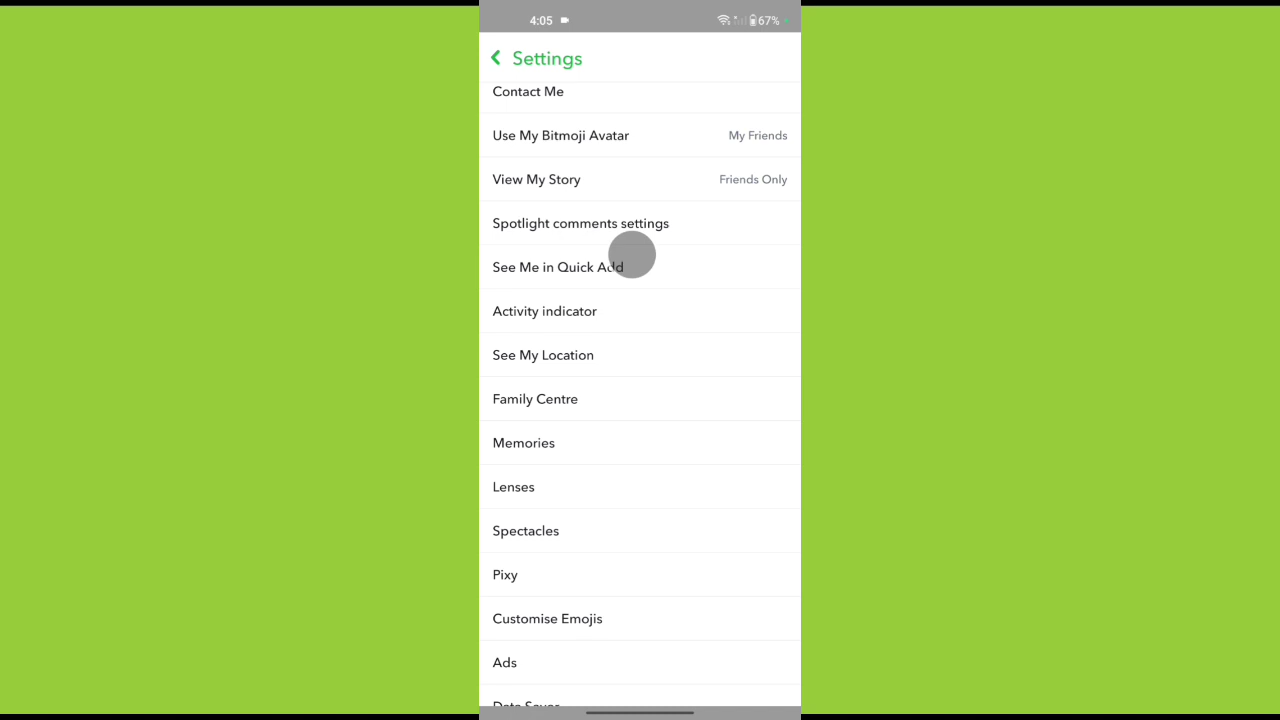 4:05
67%
Settings
Contact Me
Use My Bitmoji Avatar My Friends
View My Story Friends Only
Spotlight comments settings
See Me in Quick Add
Activity indicator
See My Location
Family Centre
Memories
Lenses
Spectacles
Pixy
Customise Emojis
Ads
Data Saver